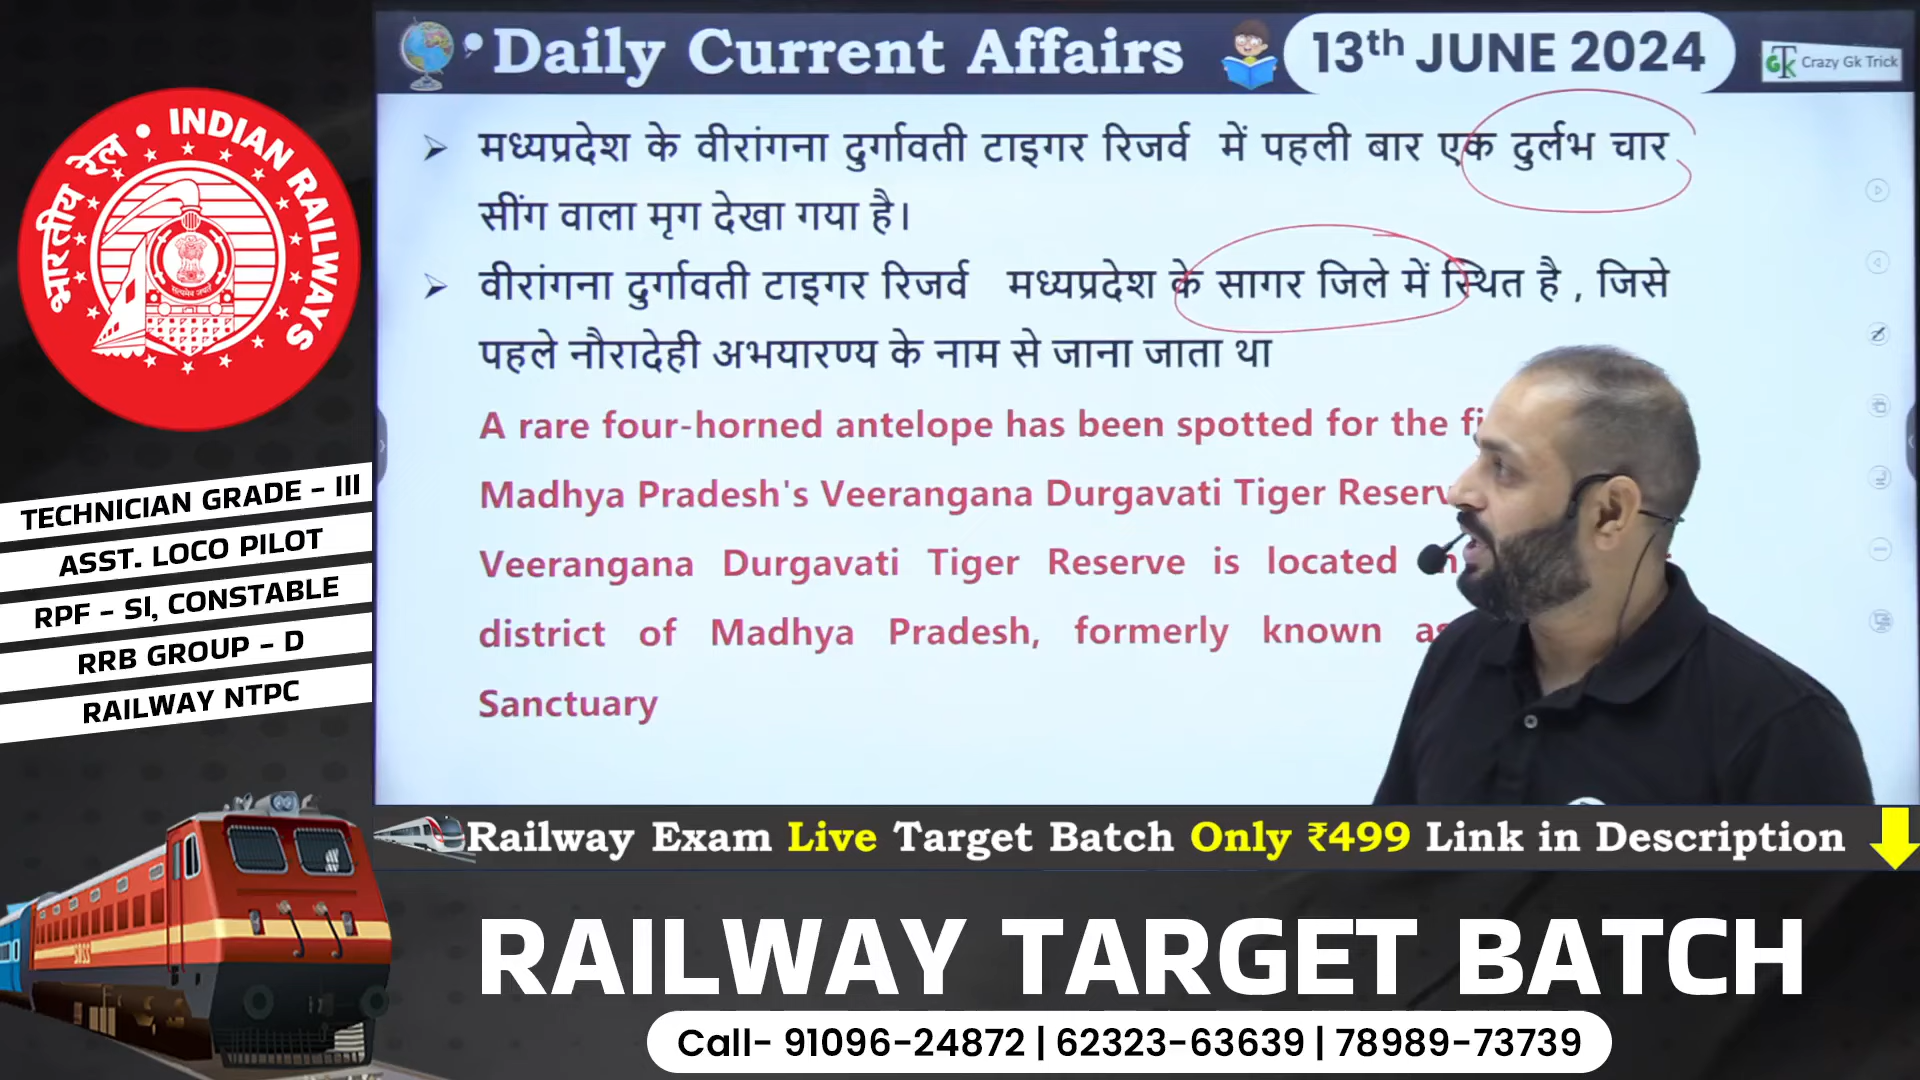 Daily Current Affairs
13th JUNE 2024
GK Crazy Gk Trick
मध्यप्रदेश के वीरांगना दुर्गावती टाइगर रिजर्व में पहली बार एक दुर्लभ चार
सींग वाला मृग देखा गया है।
वीरांगना दुर्गावती टाइगर रिजर्व मध्यप्रदेश के सागर जिले में स्थित है , जिसे
पहले नौरादेही अभयारण्य के नाम से जाना जाता था
A rare four-horned antelope has been spotted for the
Madhya Pradesh's Veerangana Durgavati Tiger
Veerangana Durgavati Tiger Reserve is located
district of Madhya Pradesh, formerly known as
Sanctuary
भारतीय रेल • INDIAN RAILWAYS
TECHNICIAN GRADE – III
ASST. LOCO PILOT
RPF – SI, CONSTABLE
RRB GROUP – D
RAILWAY NTPC
Railway Exam Live Target Batch Only ₹499 Link in Description
RAILWAY TARGET BATCH
Call- 91096-24872 | 62323-63639 | 78989-73739